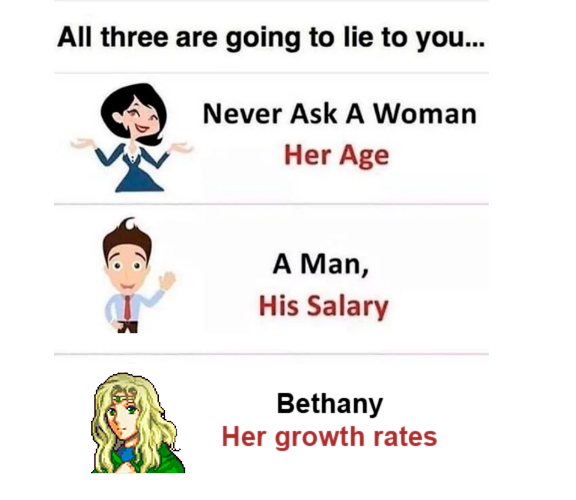 All three are going to lie to you...
Never Ask A Woman
Her Age
A Man,
His Salary
Bethany
Her growth rates